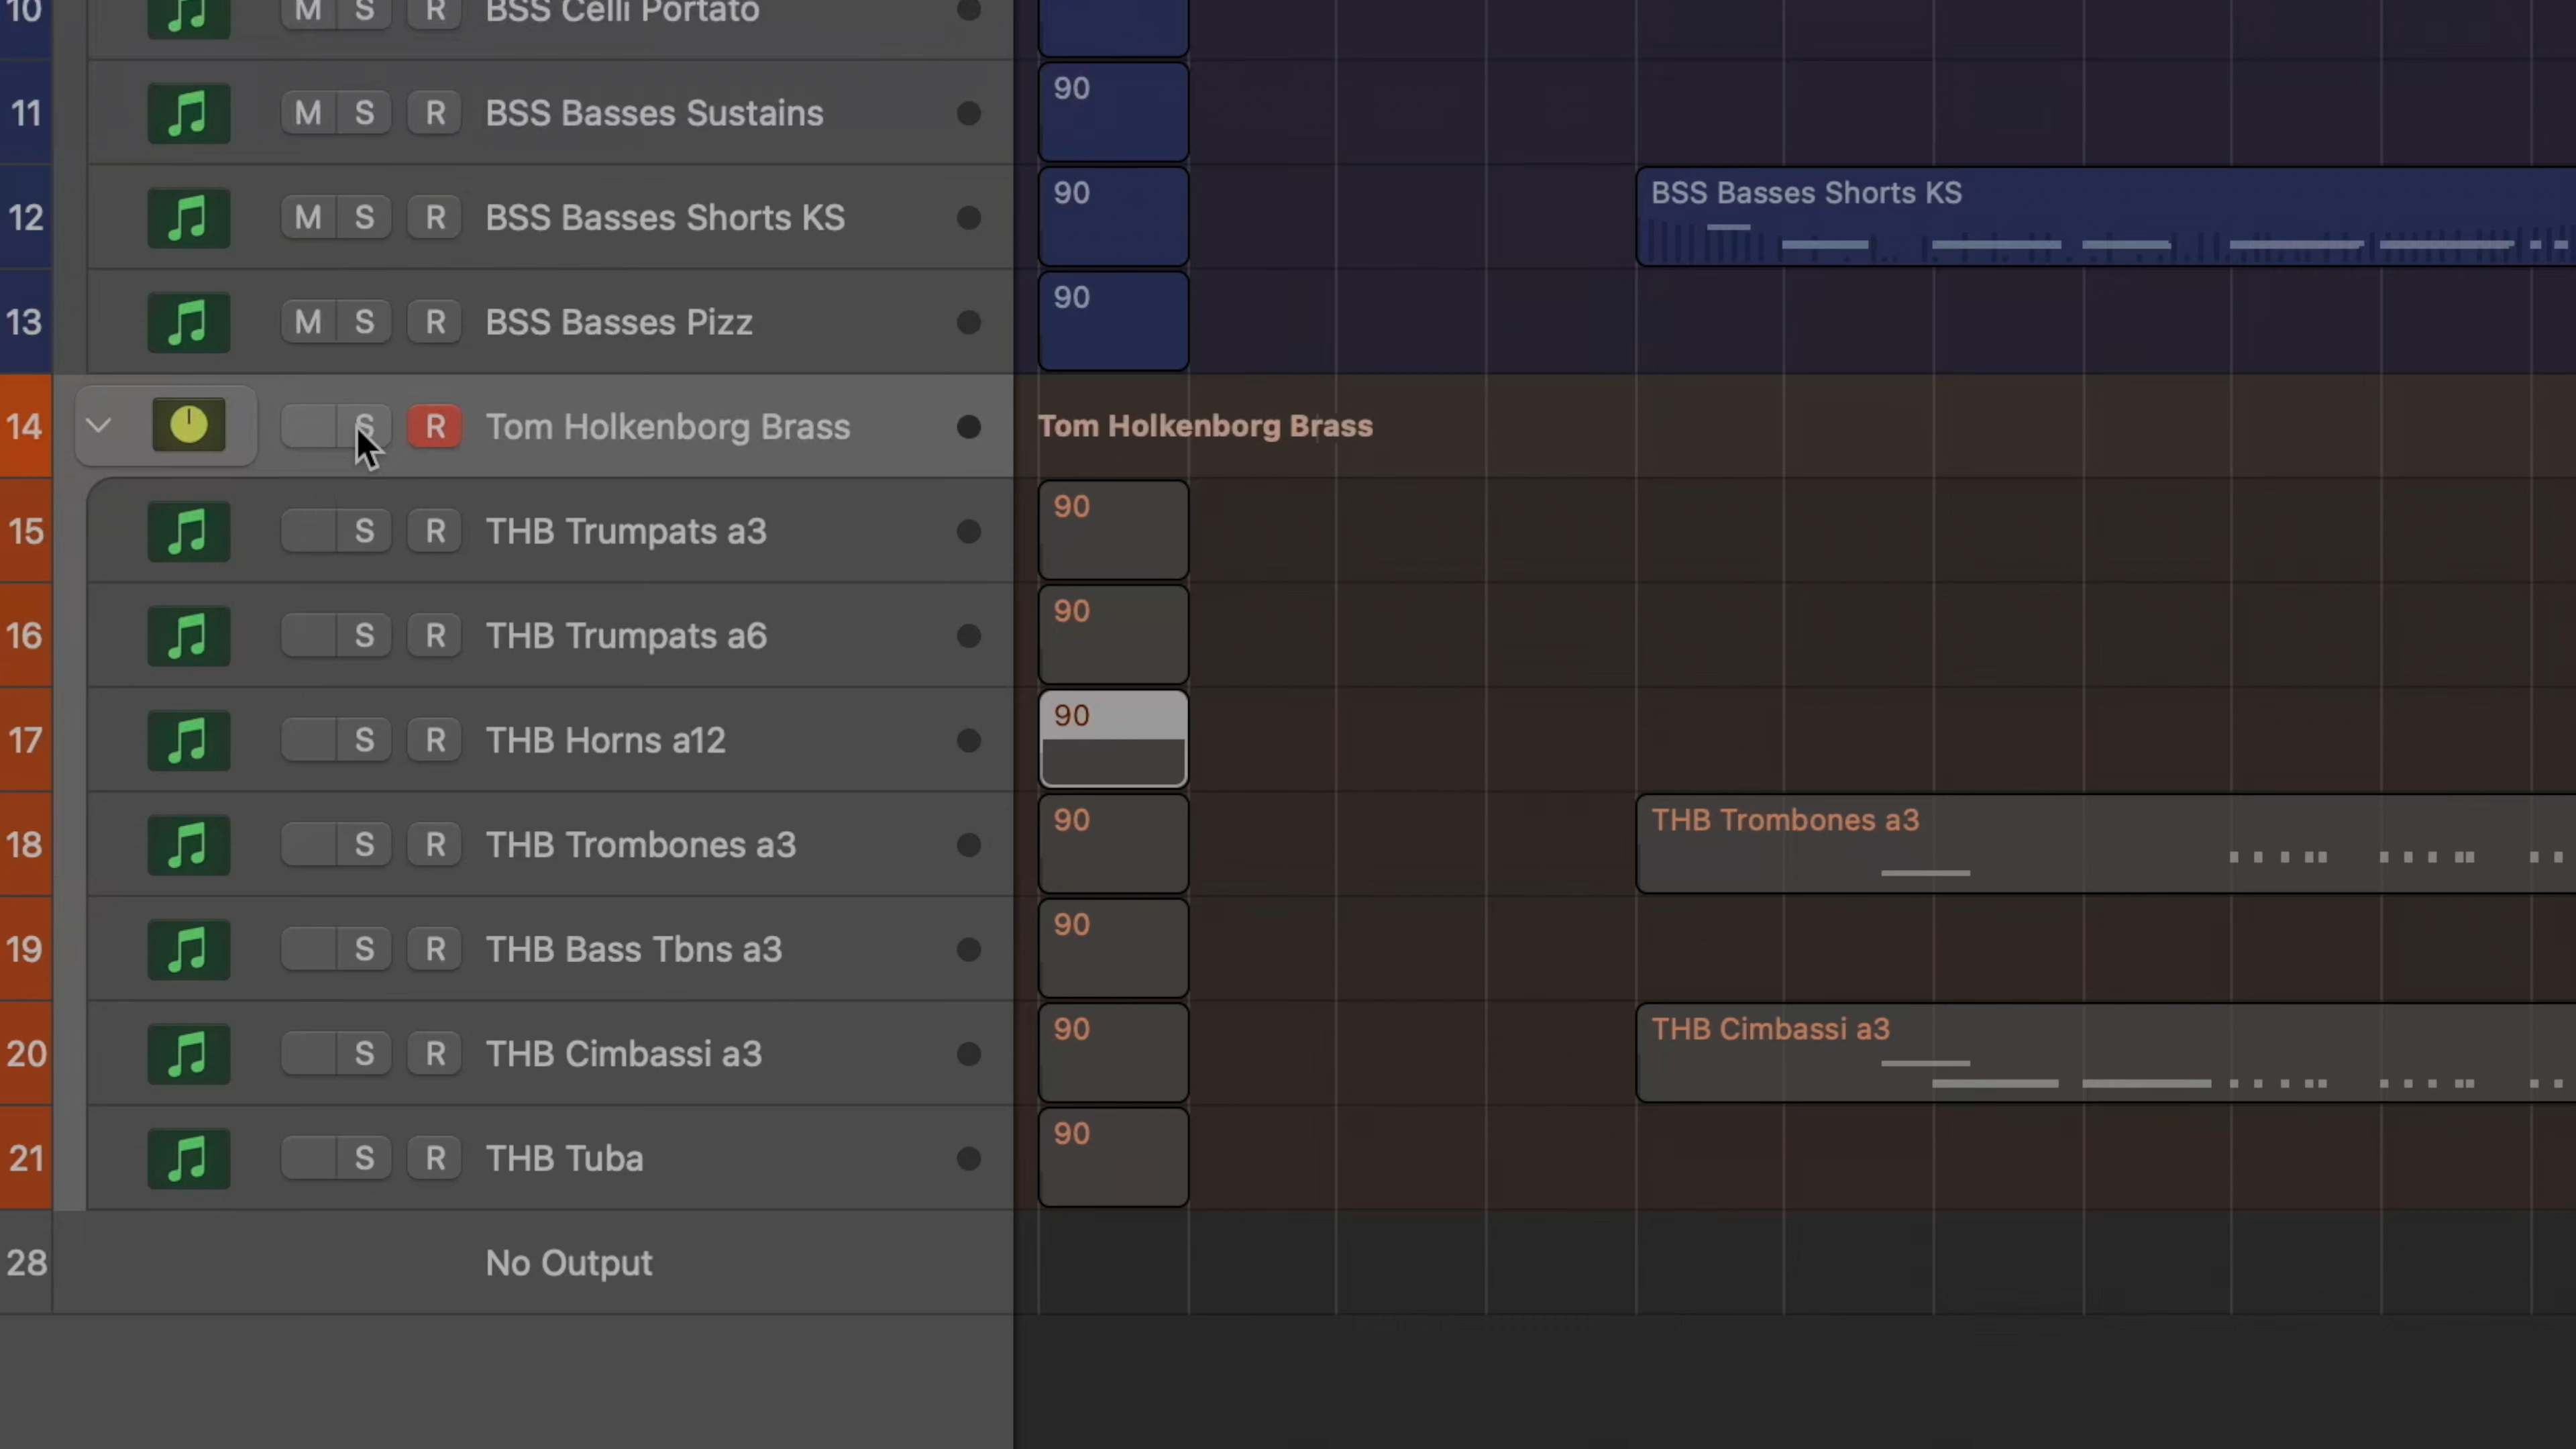 10 M S R BSS Celli Portato
11 M S R BSS Basses Sustains 90
12 M S R BSS Basses Shorts KS 90 BSS Basses Shorts KS
13 M S R BSS Basses Pizz 90
14 S R Tom Holkenborg Brass Tom Holkenborg Brass
15 S R THB Trumpats a3 90
16 S R THB Trumpats a6 90
17 S R THB Horns a12 90
18 S R THB Trombones a3 90 THB Trombones a3
19 S R THB Bass Tbns a3 90
20 S R THB Cimbassi a3 90 THB Cimbassi a3
21 S R THB Tuba 90
28 No Output